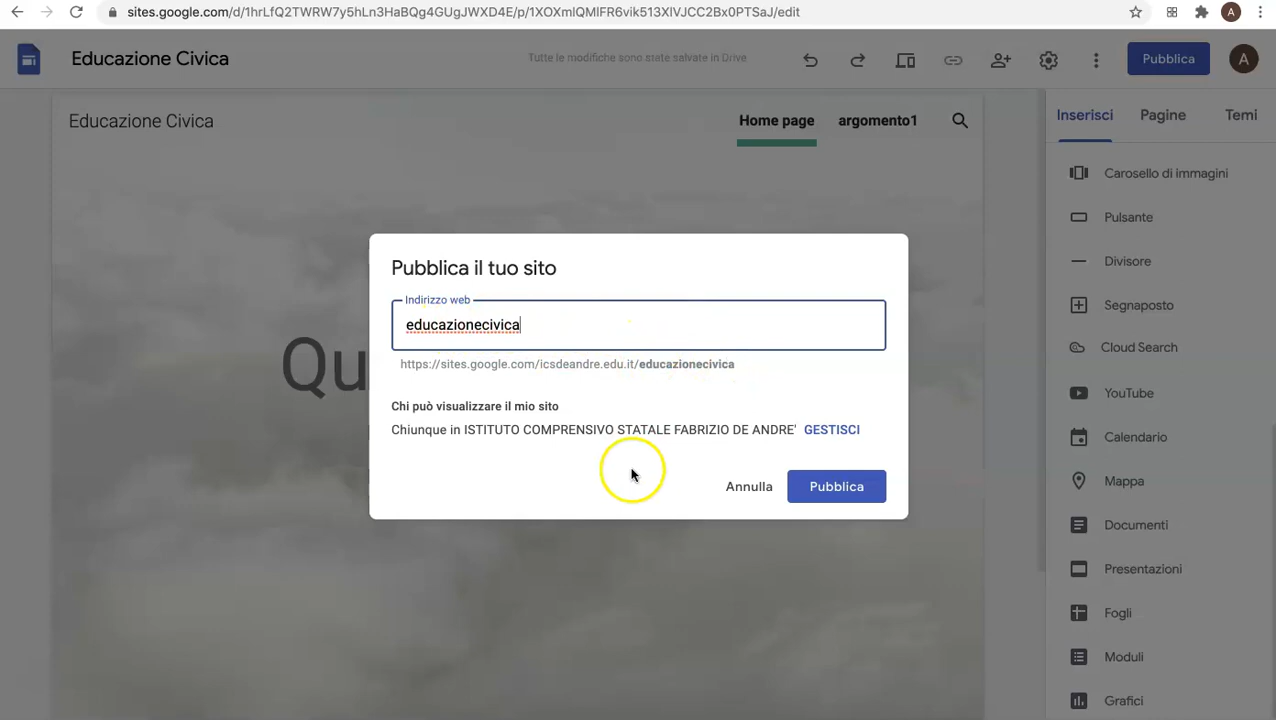 sites.google.com/d/1hrLfQ2TWRW7y5hLn3HaBQg4GUgJWXD4E/p/1XOXmlQMlFR6vik513XlVJCC2Bx0PTSaJ/edit
A
Educazione Civica
Tutte le modifiche sono state salvate in Drive
Pubblica
A
Educazione Civica
Home page
argomento1
Inserisci
Pagine
Temi
Carosello di immagini
Pulsante
Divisore
Segnaposto
Cloud Search
YouTube
Calendario
Mappa
Documenti
Presentazioni
Fogli
Moduli
Grafici
Qu
Pubblica il tuo sito
Indirizzo web
educazionecivica
https://sites.google.com/icsdeandre.edu.it/educazionecivica
Chi può visualizzare il mio sito
Chiunque in ISTITUTO COMPRENSIVO STATALE FABRIZIO DE ANDRE' GESTISCI
Annulla
Pubblica